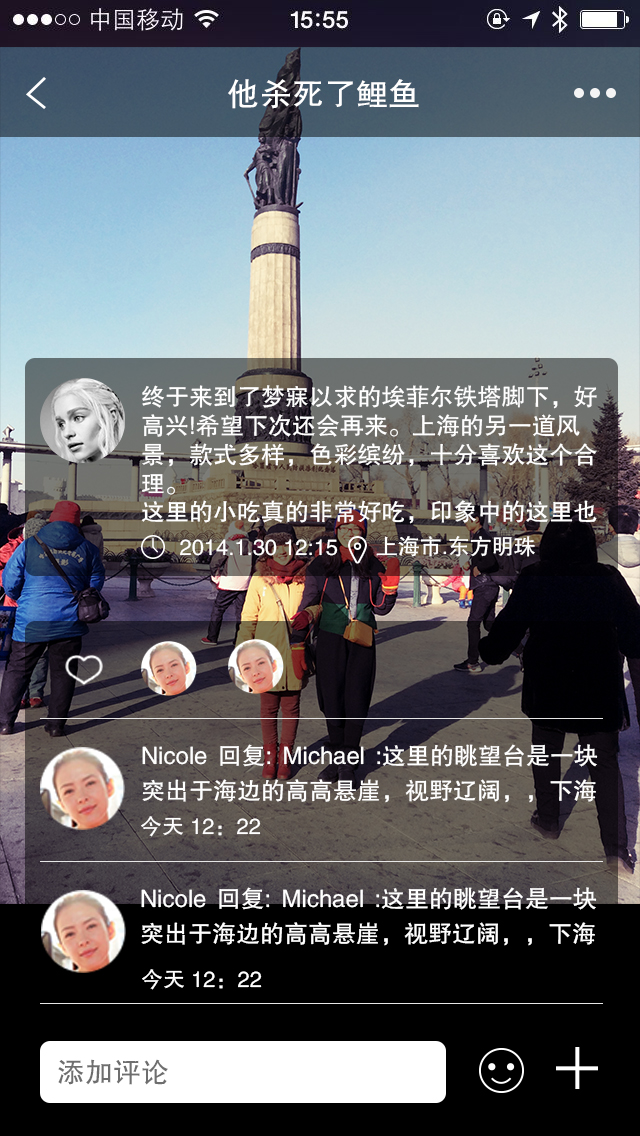 中国移动 15:55
他杀死了鲤鱼
终于来到了梦寐以求的埃菲尔铁塔脚下，好
高兴!希望下次还会再来。上海的另一道风
景，款式多样，色彩缤纷，十分喜欢这个合
理。
这里的小吃真的非常好吃，印象中的这里也
2014.1.30 12:15 上海市.东方明珠
Nicole 回复: Michael :这里的眺望台是一块
突出于海边的高高悬崖，视野辽阔，，下海
今天 12：22
Nicole 回复: Michael :这里的眺望台是一块
突出于海边的高高悬崖，视野辽阔，，下海
今天 12：22
添加评论